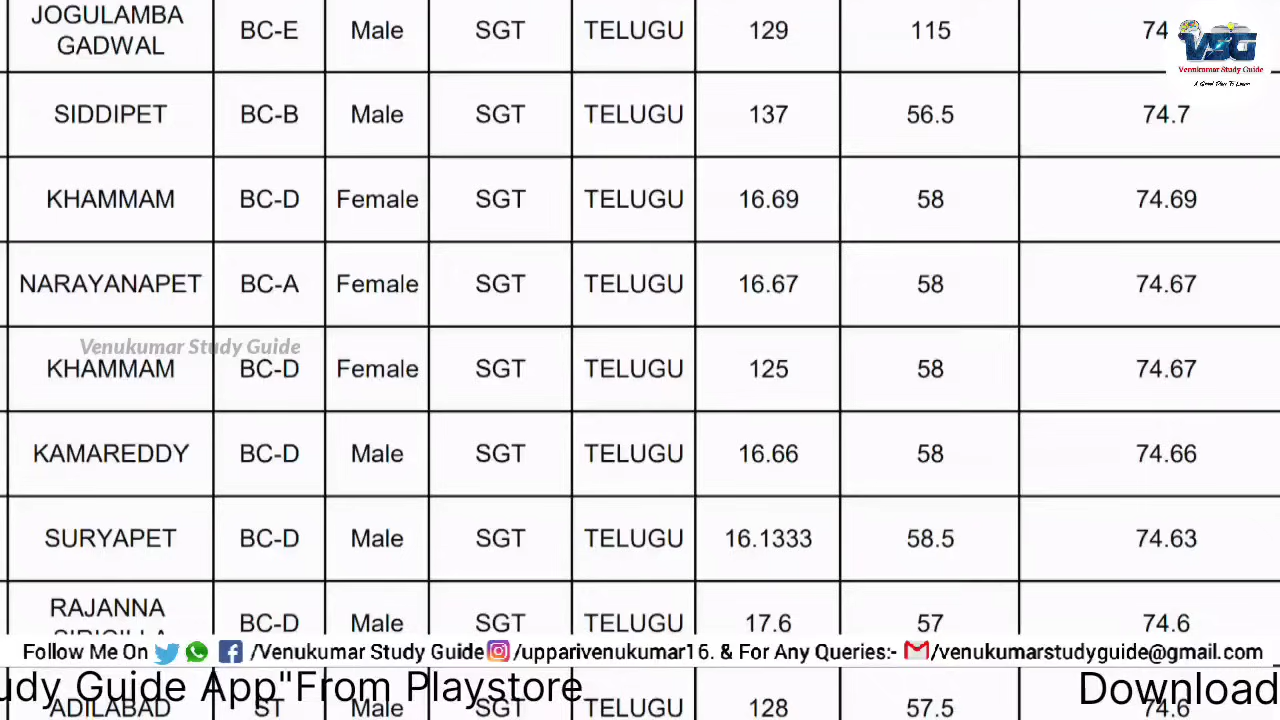 JOGULAMBA
GADWAL BC-E Male SGT TELUGU 129 115 74
VSG
Venukumar Study Guide
SIDDIPET BC-B Male SGT TELUGU 137 56.5 74.7
KHAMMAM BC-D Female SGT TELUGU 16.69 58 74.69
NARAYANAPET BC-A Female SGT TELUGU 16.67 58 74.67
Venukumar Study Guide
KHAMMAM BC-D Female SGT TELUGU 125 58 74.67
KAMAREDDY BC-D Male SGT TELUGU 16.66 58 74.66
SURYAPET BC-D Male SGT TELUGU 16.1333 58.5 74.63
RAJANNA
BC-D Male SGT TELUGU 17.6 57 74.6
Follow Me On /Venukumar Study Guide /upparivenukumar16. & For Any Queries:- /venukumarstudyguide@gmail.com
udy Guide App"From Playstore Download
ADILABAD ST Male SGT TELUGU 128 57.5 74.6